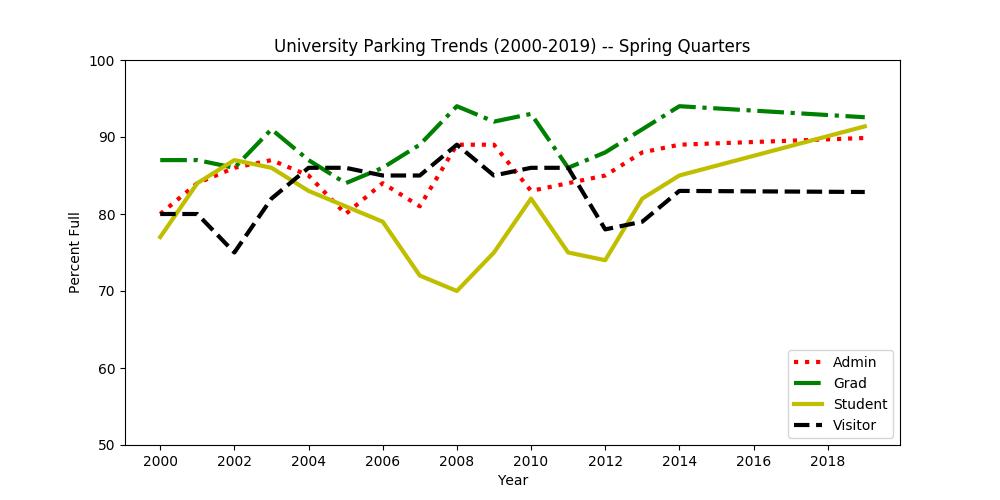 University Parking Trends (2000-2019) -- Spring Quarters
100
90
80
70
60
50
Percent Full
Admin
Grad
Student
Visitor
2000 2002 2004 2006 2008 2010 2012 2014 2016 2018
Year